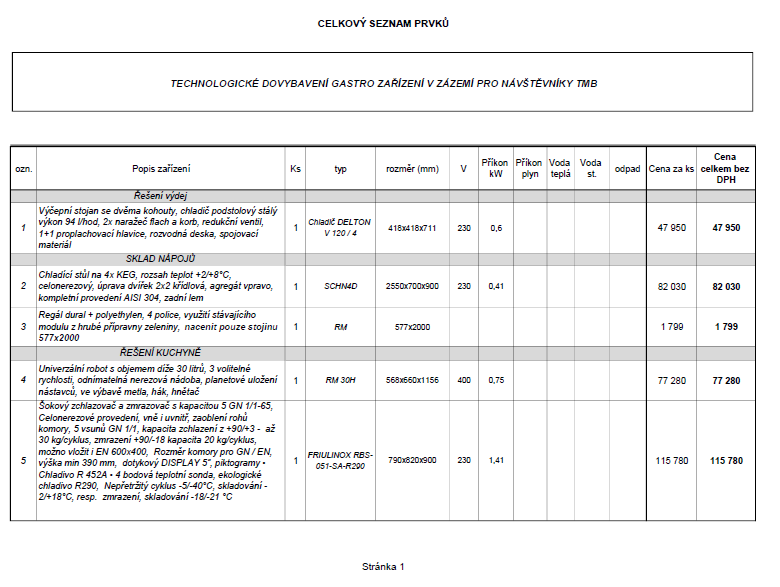 CELKOVÝ SEZNAM PRVKŮ
TECHNOLOGICKÉ DOVYBAVENÍ GASTRO ZAŘÍZENÍ V ZÁZEMÍ PRO NÁVŠTĚVNÍKY TMB
ozn. Popis zařízení Ks typ rozměr (mm) V Příkon kW Příkon plyn Voda teplá Voda st. odpad Cena za ks Cena celkem bez DPH
Řešení výdej
1 Výčepní stojan se dvěma kohouty, chladič podstolový stálý
výkon 94 l/hod, 2x naražeč flach a korb, redukční ventil,
1+1 proplachovací hlavice, rozvodná deska, spojovací
materiál
1 Chladič DELTON
V 120 / 4
418x418x711 230 0,6 47 950 47 950
SKLAD NÁPOJŮ
2 Chladící stůl na 4x KEG, rozsah teplot +2/+8°C,
celonerezový, úprava dvířek 2x2 křídlová, agregát vpravo,
kompletní provedení AISI 304, zadní lem
1 SCHN4D 2550x700x900 230 0,41 82 030 82 030
3 Regál dural + polyethylen, 4 police, využití stávajícího
modulu z hrubé přípravny zeleniny, nacenit pouze stojinu
577x2000
1 RM 577x2000 1 799 1 799
ŘEŠENÍ KUCHYNĚ
4 Univerzální robot s objemem díže 30 litrů, 3 volitelné
rychlosti, odnímatelná nerezová nádoba, planetové uložení
nástavců, ve výbavě metla, hák, hnětač
1 RM 30H 568x660x1156 400 0,75 77 280 77 280
5 Šokový zchlazovač a zmrazovač s kapacitou 5 GN 1/1-65,
Celonerezové provedení, vně i uvnitř, zaoblení rohů
komory, 5 vsunů GN 1/1, kapacita zchlazení z +90/+3 - až
30 kg/cyklus, zmrazení +90/-18 kapacita 20 kg/cyklus,
možno vložit i EN 600x400, Rozměr komory pro GN / EN,
výška min 390 mm, dotykový DISPLAY 5", piktogramy •
Chladivo R 452A • 4 bodová teplotní sonda, ekologické
chladivo R290, Nepřetržitý cyklus -5/-40°C, skladování -
2/+18°C, resp. zmrazení, skladování -18/-21 °C
1 FRIULINOX RBS-
051-SA-R290
790x820x900 230 1,41 115 780 115 780
Stránka 1